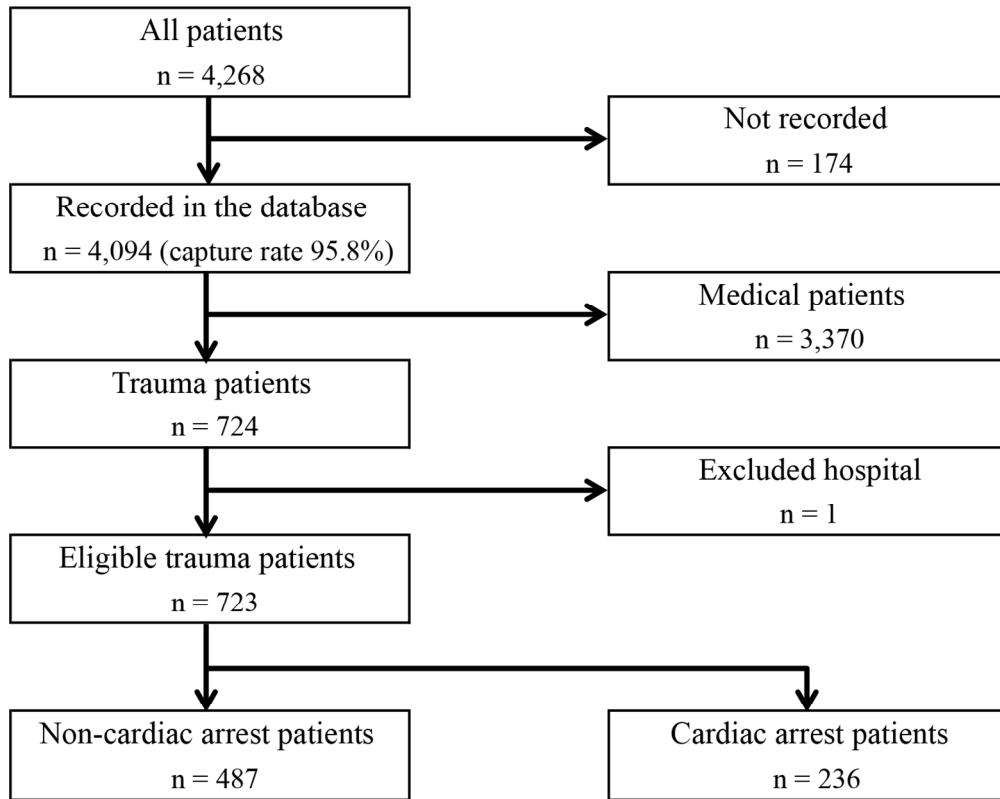 All patients
n = 4,268
Not recorded
n = 174
Recorded in the database
n = 4,094 (capture rate 95.8%)
Medical patients
n = 3,370
Trauma patients
n = 724
Excluded hospital
n = 1
Eligible trauma patients
n = 723
Non-cardiac arrest patients
n = 487
Cardiac arrest patients
n = 236